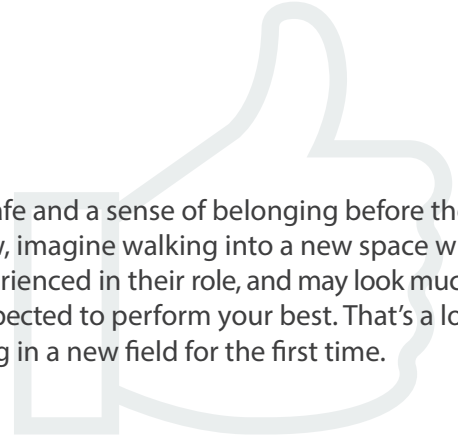 afe and a sense of belonging before the
, imagine walking into a new space w
rienced in their role, and may look muc
pected to perform your best. That's a lo
g in a new field for the first time.